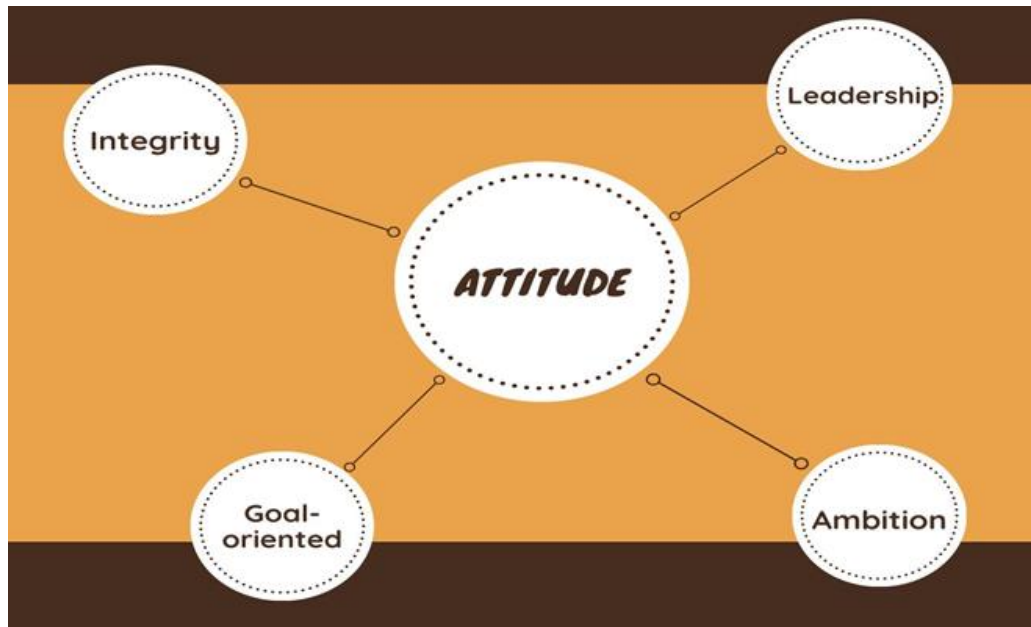 Leadership
Integrity
ATTITUDE
Goal-
oriented
Ambition